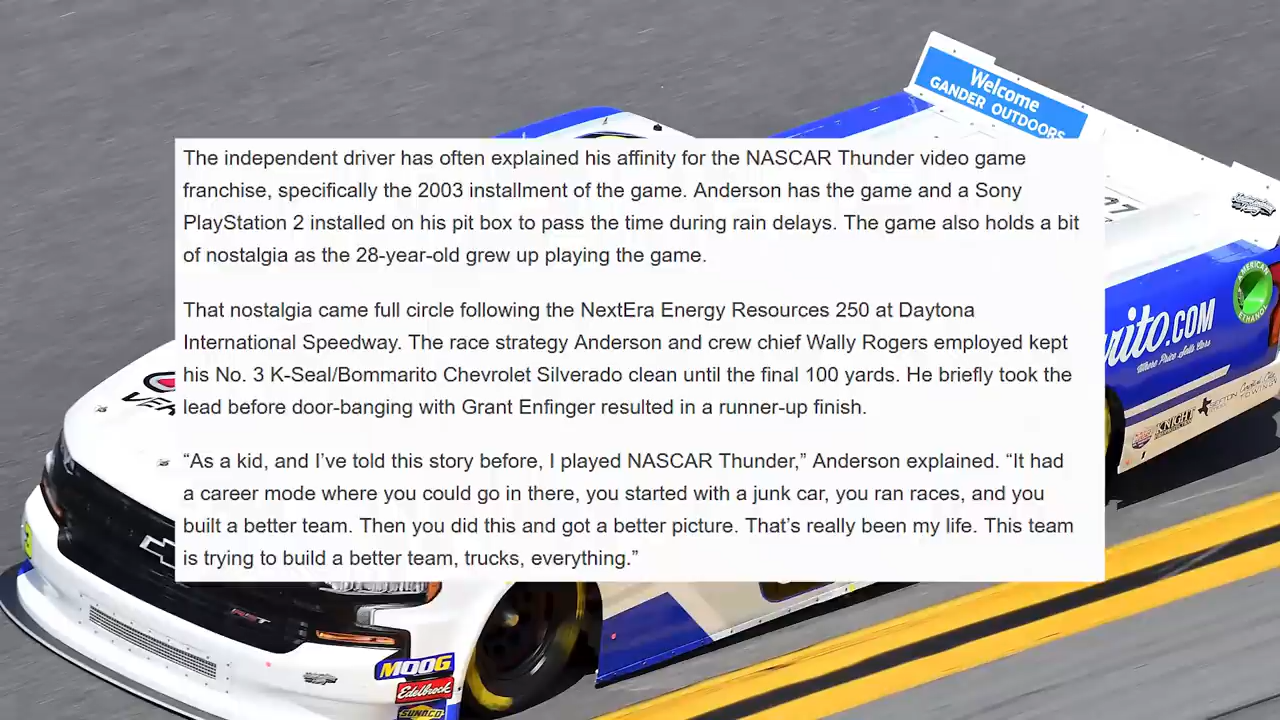 Welcome
GANDER OUTDOORS
The independent driver has often explained his affinity for the NASCAR Thunder video game
franchise, specifically the 2003 installment of the game. Anderson has the game and a Sony
PlayStation 2 installed on his pit box to pass the time during rain delays. The game also holds a bit
of nostalgia as the 28-year-old grew up playing the game.
That nostalgia came full circle following the NextEra Energy Resources 250 at Daytona
International Speedway. The race strategy Anderson and crew chief Wally Rogers employed kept
his No. 3 K-Seal/Bommarito Chevrolet Silverado clean until the final 100 yards. He briefly took the
lead before door-banging with Grant Enfinger resulted in a runner-up finish.
“As a kid, and I’ve told this story before, I played NASCAR Thunder,” Anderson explained. “It had
a career mode where you could go in there, you started with a junk car, you ran races, and you
built a better team. Then you did this and got a better picture. That’s really been my life. This team
is trying to build a better team, trucks, everything.”
AMERICAN
ETHANOL
rito.COM
Where Price Sells Cars
KNIGHT
MOOG
Edelbrock
SUNOCO